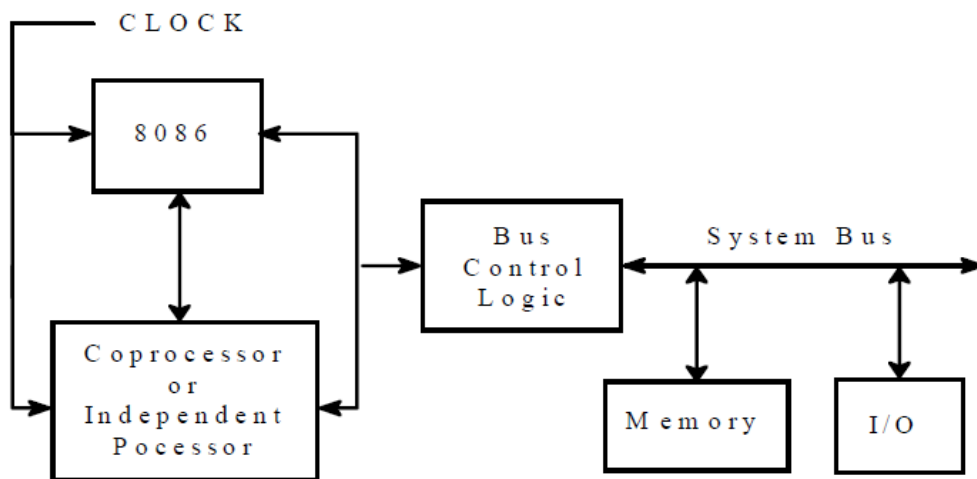 CLOCK
8086
Bus
Control
Logic
System Bus
Coprocessor
or
Independent
Pocessor
Memory
I/O